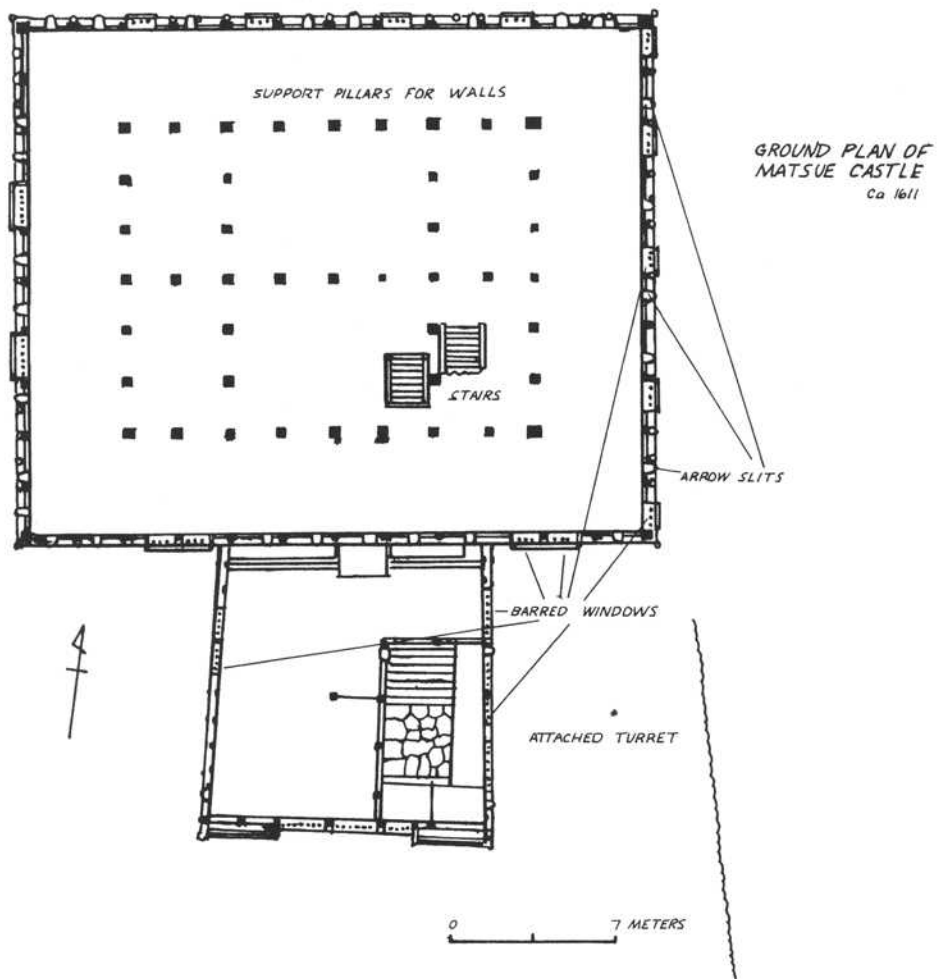 SUPPORT PILLARS FOR WALLS
GROUND PLAN OF
MATSUE CASTLE
Ca 1611
STAIRS
ARROW SLITS
BARRED WINDOWS
ATTACHED TURRET
0 7 METERS